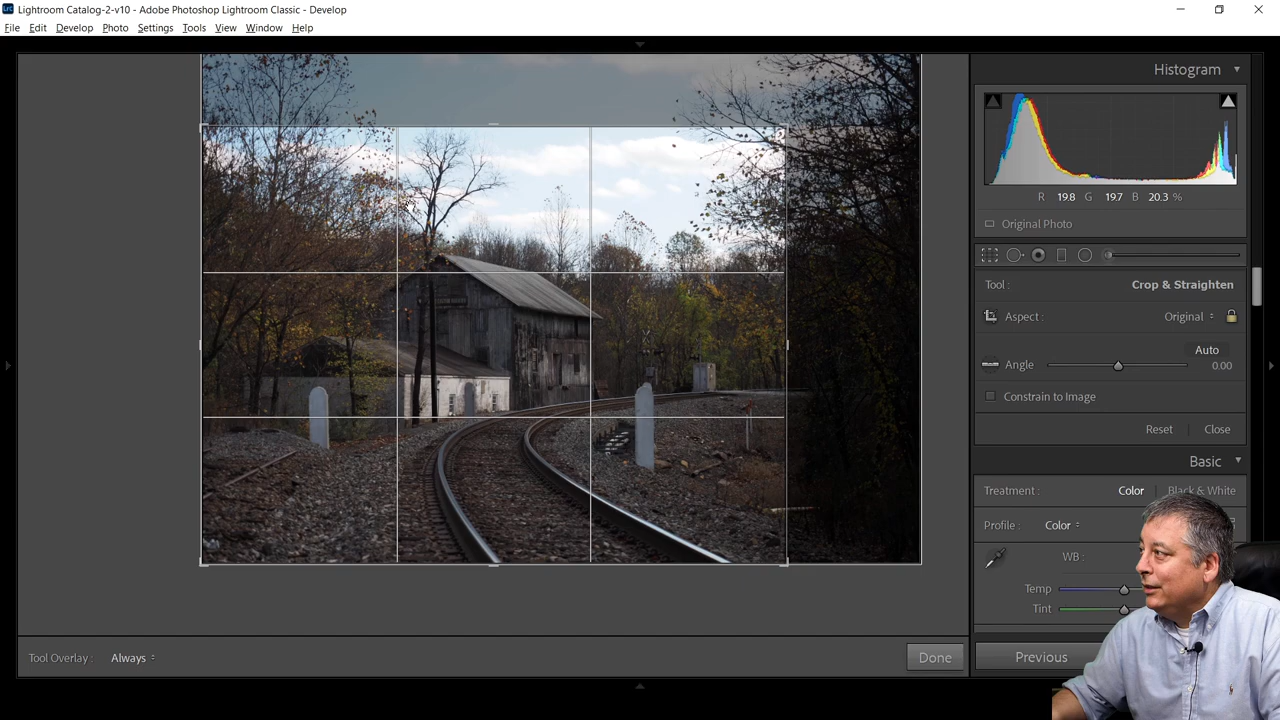 Lightroom Catalog-2-v10 - Adobe Photoshop Lightroom Classic - Develop
File Edit Develop Photo Settings Tools View Window Help
Histogram
R 19.8 G 19.7 B 20.3 %
Original Photo
Tool : Crop & Straighten
Aspect : Original
Auto
Angle 0.00
Constrain to Image
Reset Close
Basic
Treatment : Color Black & White
Profile : Color
WB :
Temp
Tint
Tool Overlay : Always Done Previous